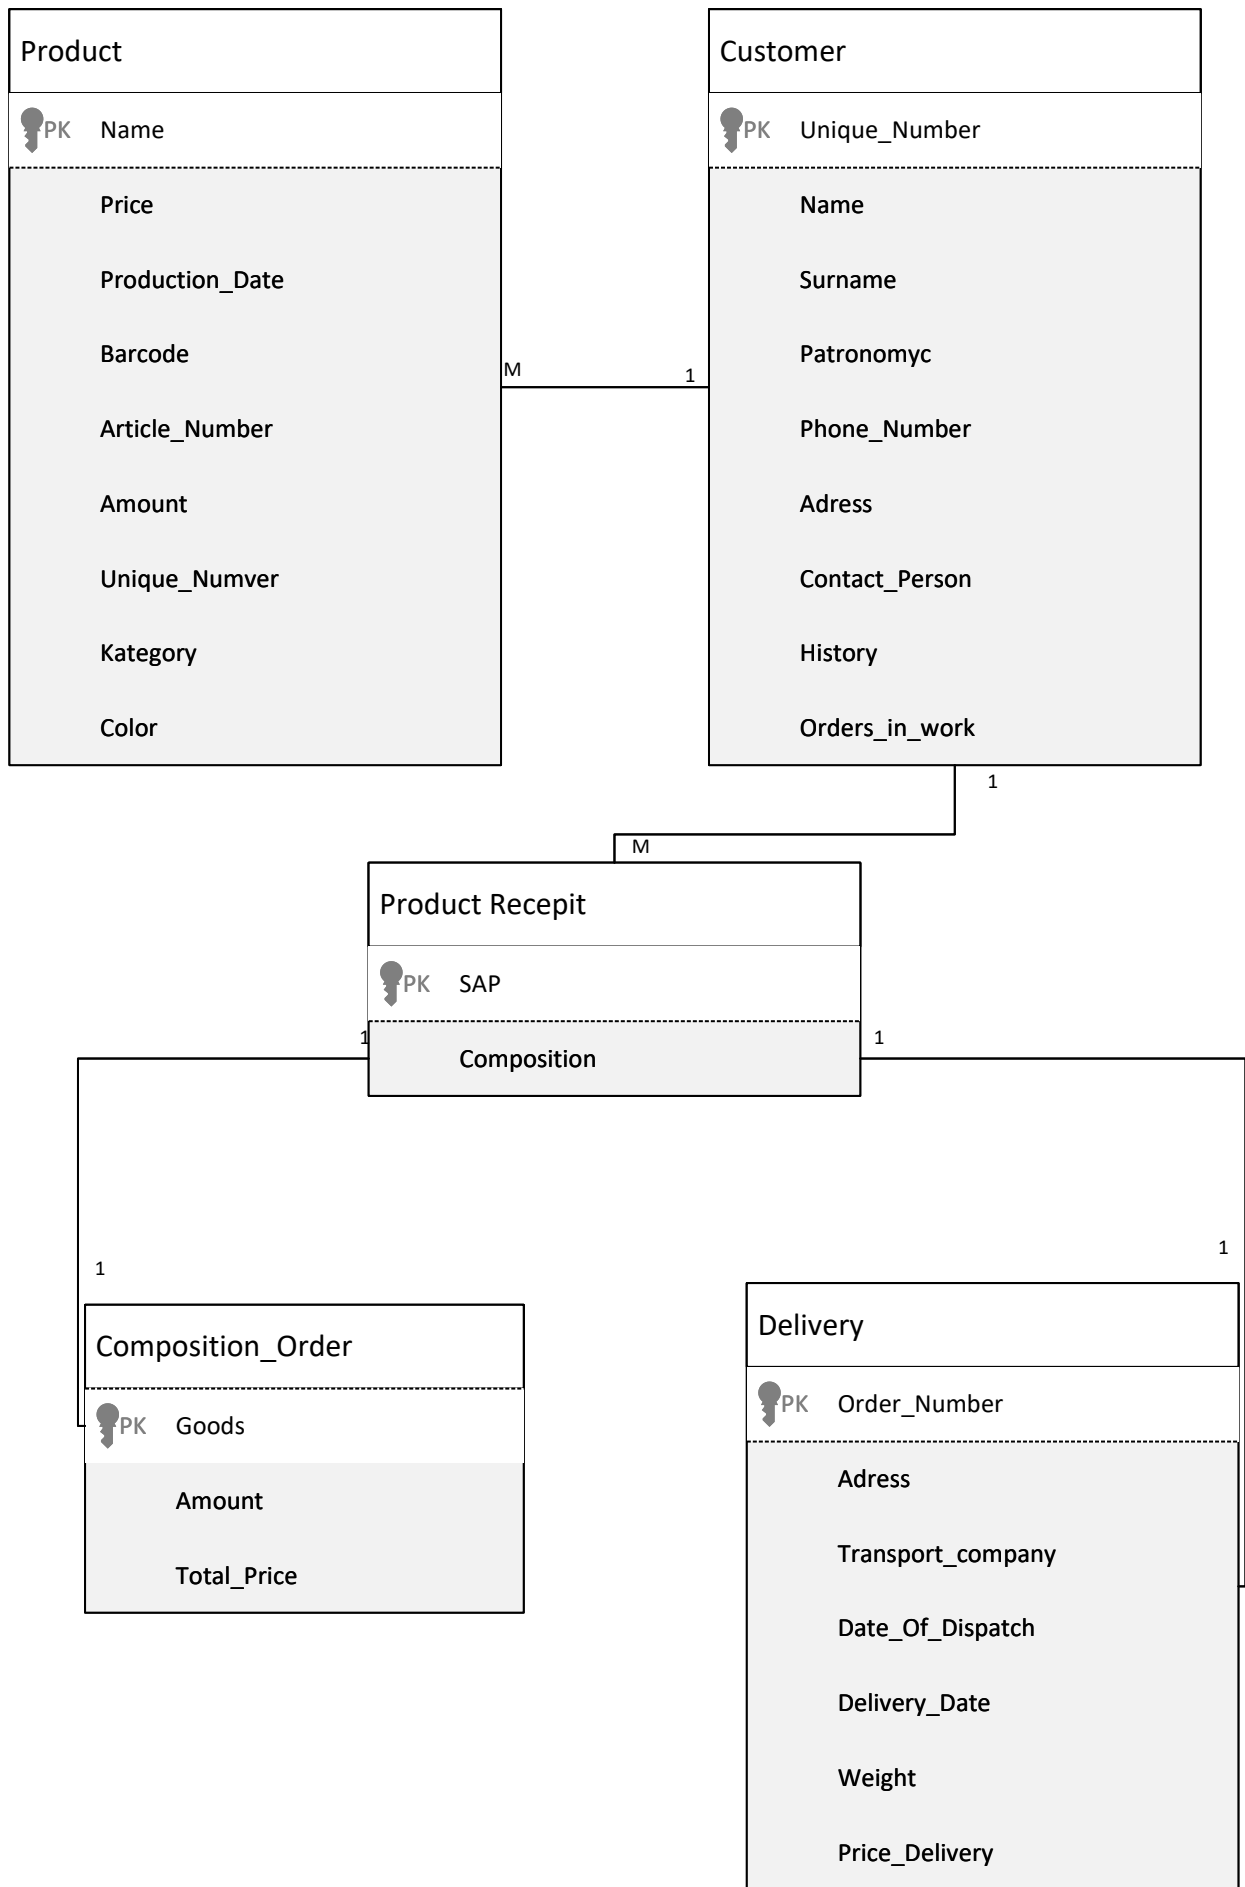 Product
PK Name
Price
Production_Date
Barcode
Article_Number
Amount
Unique_Numver
Kategory
Color
M
1
Customer
PK Unique_Number
Name
Surname
Patronomyc
Phone_Number
Adress
Contact_Person
History
Orders_in_work
1
M
Product Recepit
PK SAP
Composition
1
1
1
1
Composition_Order
PK Goods
Amount
Total_Price
Delivery
PK Order_Number
Adress
Transport_company
Date_Of_Dispatch
Delivery_Date
Weight
Price_Delivery